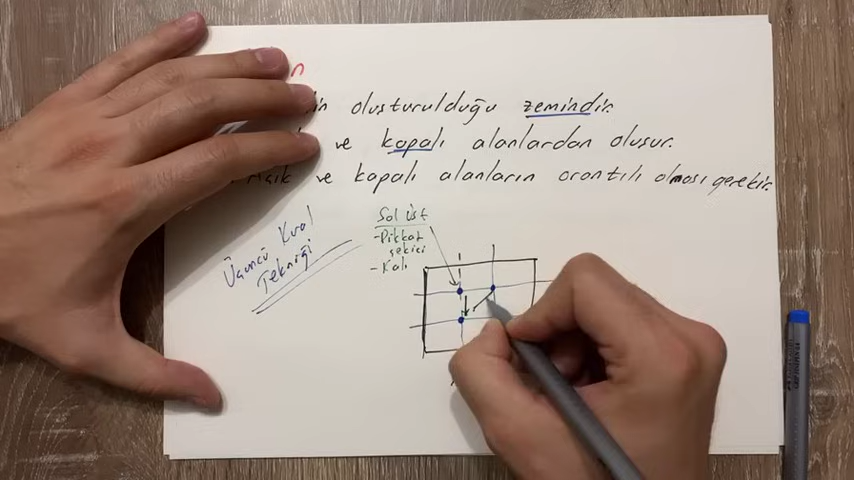 n
oluşturulduğu zemindir.
ve kapalı alanlardan oluşur.
ve kapalı alanların orantılı olması gerekir.
Üçüncü Kural
Tekniği
Sol üst
-Dikkat
çekici
-Kalı